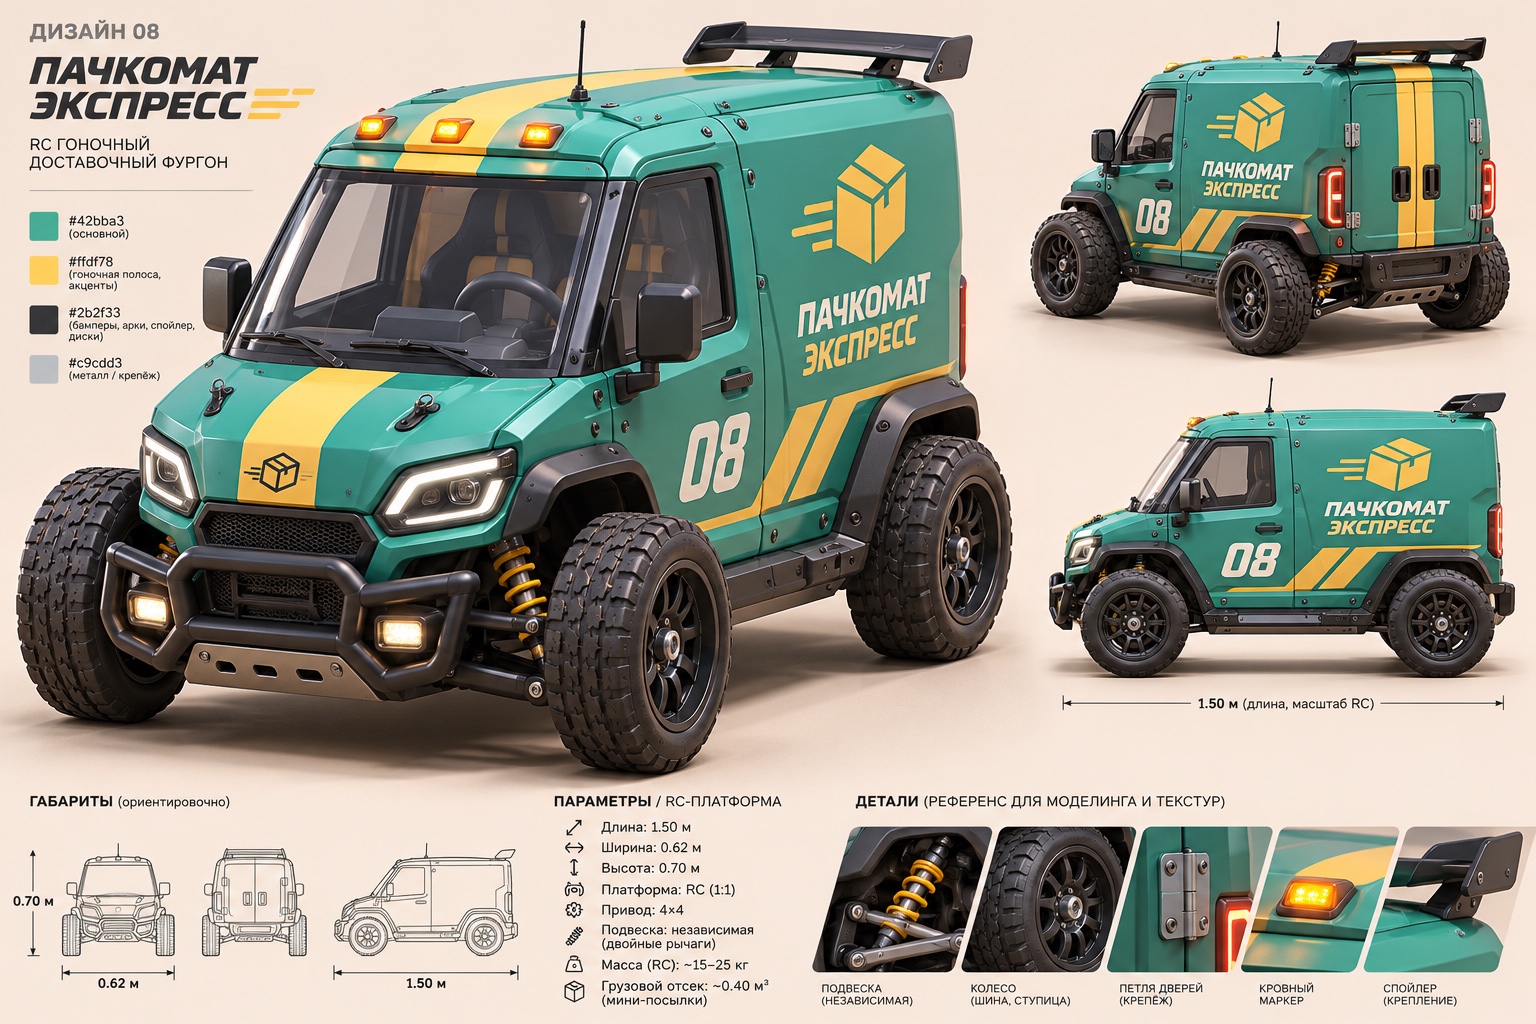 ДИЗАЙН 08
ПАЧКОМАТ
ЭКСПРЕСС
RC ГОНОЧНЫЙ
ДОСТАВОЧНЫЙ ФУРГОН
#42bba3
(основной)
#ffdf78
(гоночная полоса,
акценты)
#2b2f33
(бамперы, арки, спойлер,
диски)
#c9cdd3
(металл / крепёж)
ПАЧКОМАТ
ЭКСПРЕСС
08
ПАЧКОМАТ
ЭКСПРЕСС
08
ПАЧКОМАТ
ЭКСПРЕСС
08
1.50 м (длина, масштаб RC)
ГАБАРИТЫ (ориентировочно)
0.70 м
0.62 м
1.50 м
ПАРАМЕТРЫ / RC-ПЛАТФОРМА
Длина: 1.50 м
Ширина: 0.62 м
Высота: 0.70 м
Платформа: RC (1:1)
Привод: 4×4
Подвеска: независимая
(двойные рычаги)
Масса (RC): ~15–25 кг
Грузовой отсек: ~0.40 м³
(мини-посылки)
ДЕТАЛИ (РЕФЕРЕНС ДЛЯ МОДЕЛИНГА И ТЕКСТУР)
ПОДВЕСКА
(НЕЗАВИСИМАЯ)
КОЛЕСО
(ШИНА, СТУПИЦА)
ПЕТЛЯ ДВЕРЕЙ
(КРЕПЁЖ)
КРОВНЫЙ
МАРКЕР
СПОЙЛЕР
(КРЕПЛЕНИЕ)